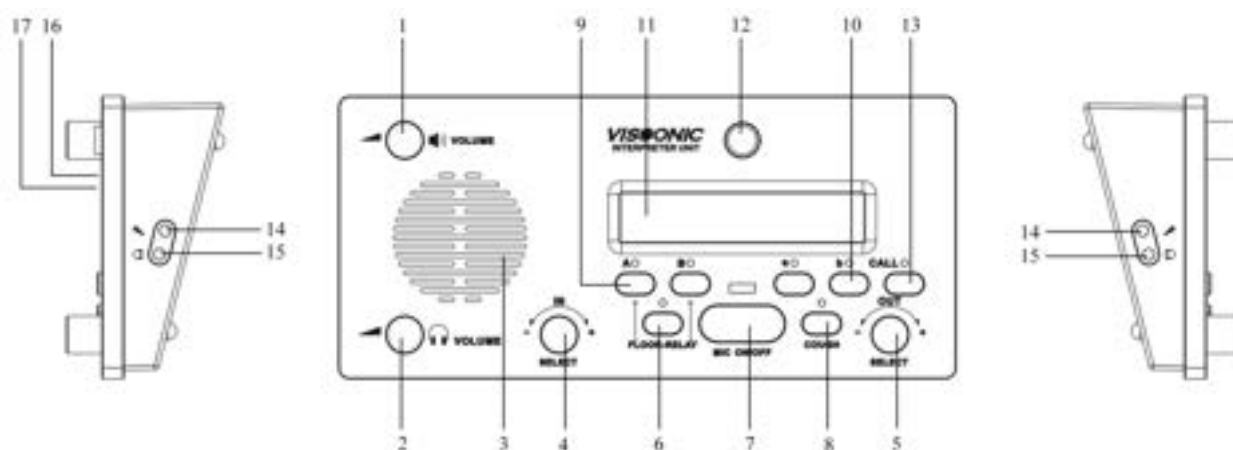 1 9 11 12 10 13
17 16
VOLUME
VISSONIC
INTERPRETER UNIT
14
15
14
15
A B a b CALL
IN OUT
- + - +
VOLUME
SELECT
FLOOR-RELAY
MIC ON/OFF
COUGH
SELECT
2 3 4 6 7 8 5